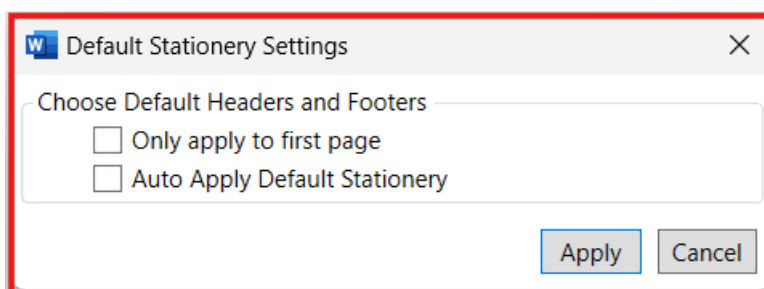 W Default Stationery Settings
Choose Default Headers and Footers
Only apply to first page
Auto Apply Default Stationery
Apply Cancel